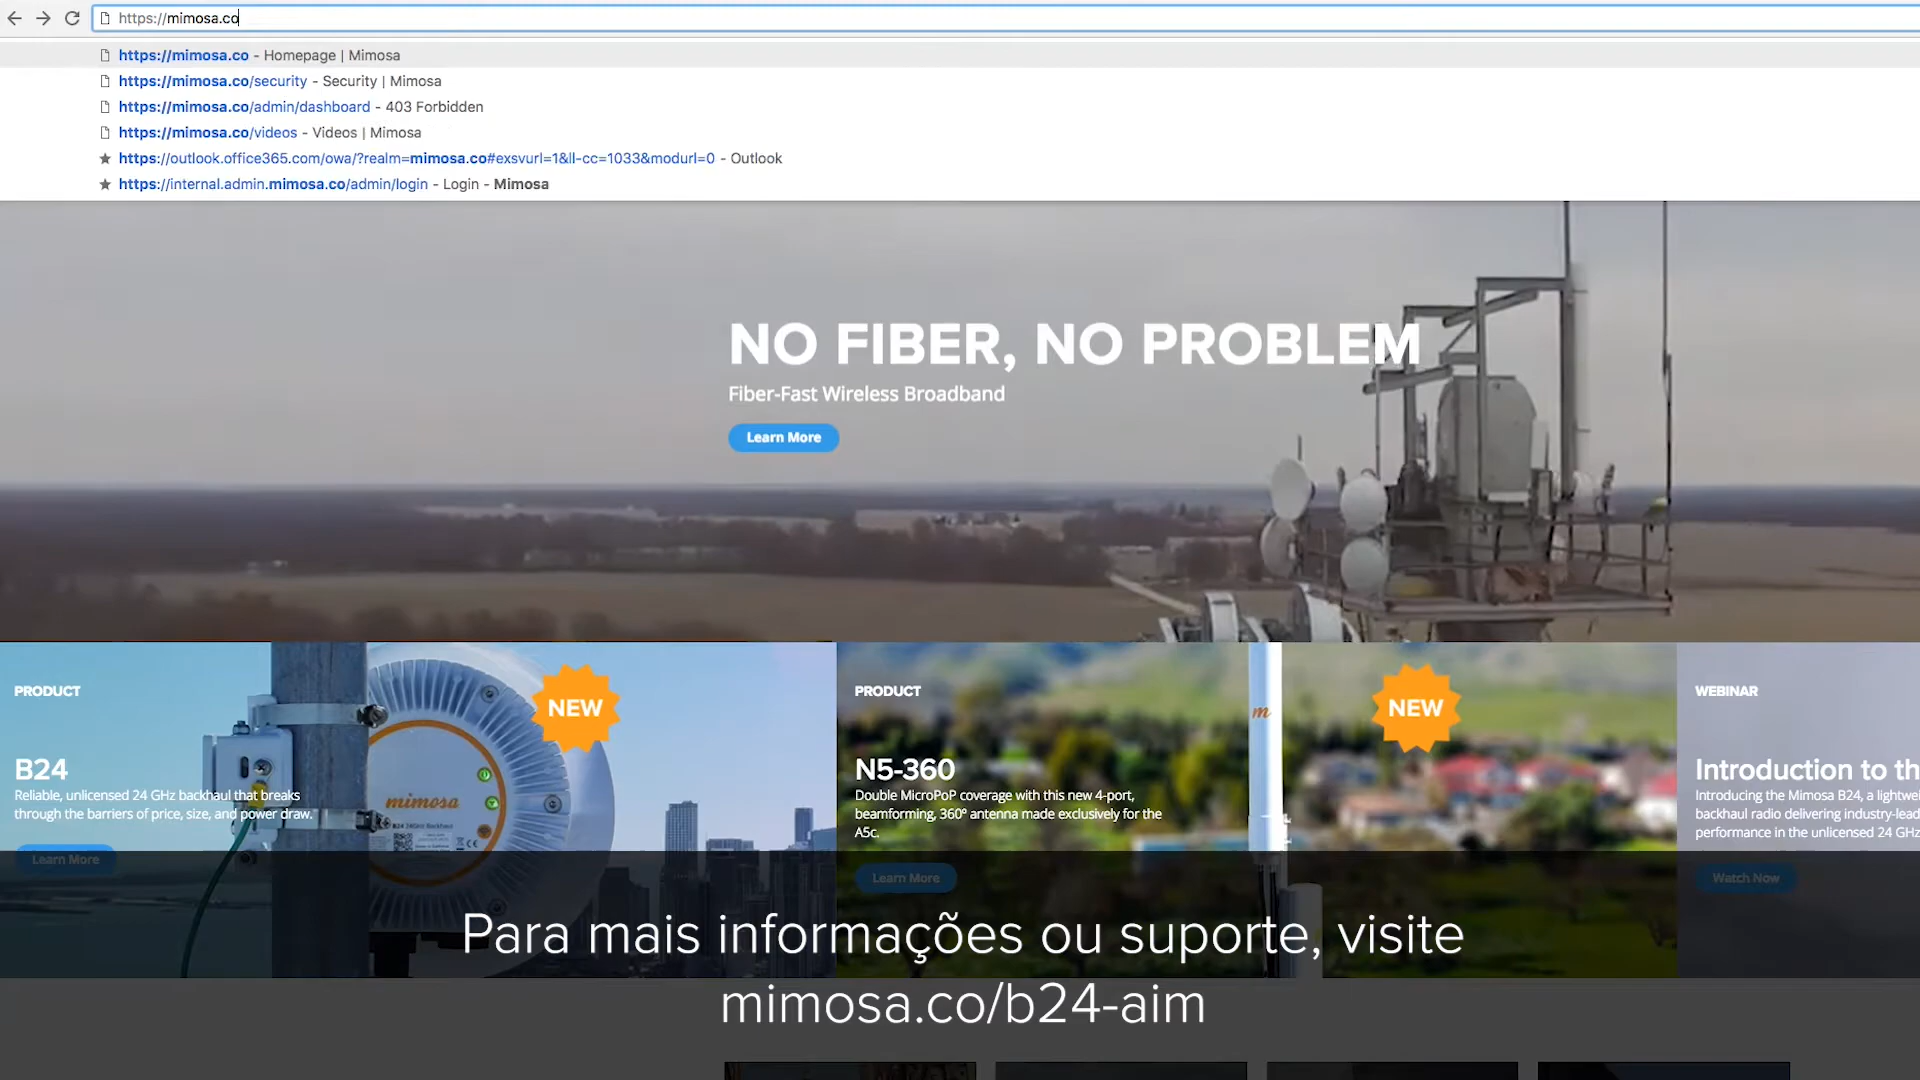 https://mimosa.co
https://mimosa.co - Homepage | Mimosa
https://mimosa.co/security - Security | Mimosa
https://mimosa.co/admin/dashboard - 403 Forbidden
https://mimosa.co/videos - Videos | Mimosa
https://outlook.office365.com/owa/?realm=mimosa.co#exsvurl=1&ll-cc=1033&modurl=0 - Outlook
https://internal.admin.mimosa.co/admin/login - Login - Mimosa
NO FIBER, NO PROBLEM
Fiber-Fast Wireless Broadband
Learn More
PRODUCT
NEW
B24
Reliable, unlicensed 24 GHz backhaul that breaks
through the barriers of price, size, and power draw.
Learn More
mimosa
B24 24GHz Backhaul
PRODUCT
NEW
m
N5-360
Double MicroPoP coverage with this new 4-port,
beamforming, 360º antenna made exclusively for the
A5c.
Learn More
WEBINAR
Introduction to th
Introducing the Mimosa B24, a lightwei
backhaul radio delivering industry-lead
performance in the unlicensed 24 GHz
Watch Now
Para mais informações ou suporte, visite
mimosa.co/b24-aim